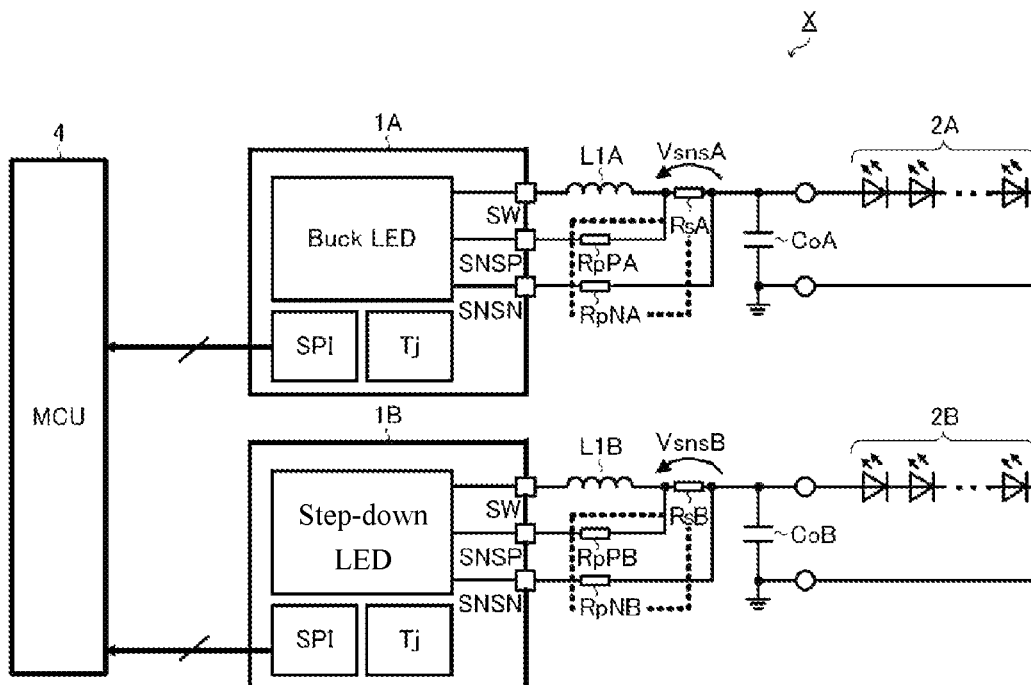 X
4
1A
L1A
VsnsA
2A
Buck LED
SW
RsA
CoA
SNSP
RpPA
SNSN
RpNA
SPI
Tj
MCU
1B
L1B
VsnsB
2B
Step-down
LED
SW
RsB
CoB
SNSP
RpPB
SNSN
RpNB
SPI
Tj